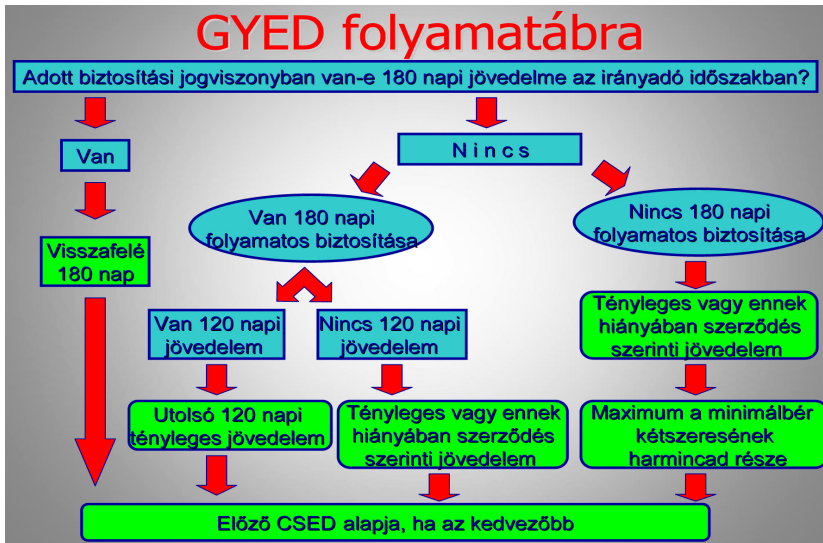 GYED folyamatábra
Adott biztosítási jogviszonyban van-e 180 napi jövedelme az irányadó időszakban?
Van
N i n c s
Visszafelé
180 nap
Van 180 napi
folyamatos biztosítása
Nincs 180 napi
folyamatos biztosítása
Van 120 napi
jövedelem
Nincs 120 napi
jövedelem
Tényleges vagy ennek
hiányában szerződés
szerinti jövedelem
Utolsó 120 napi
tényleges jövedelem
Tényleges vagy ennek
hiányában szerződés
szerinti jövedelem
Maximum a minimálbér
kétszeresének
harmincad része
Előző CSED alapja, ha az kedvezőbb